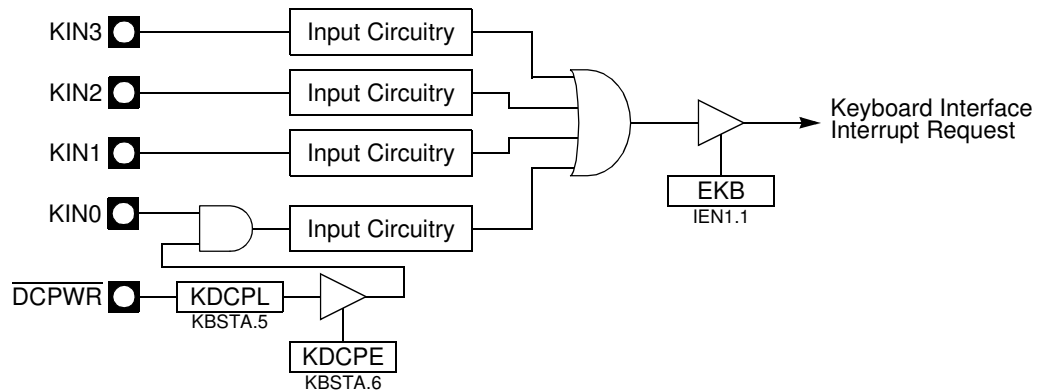 KIN3
Input Circuitry
KIN2
Input Circuitry
Keyboard Interface
Interrupt Request
KIN1
Input Circuitry
EKB
IEN1.1
KIN0
Input Circuitry
DCPWR
KDCPL
KBSTA.5
KDCPE
KBSTA.6